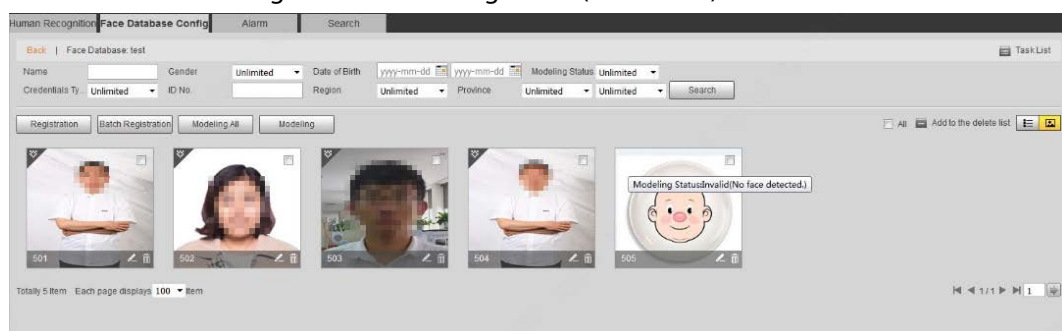 Human Recognition Face Database Config Alarm Search
Back | Face Database: test Task List
Name Gender Unlimited Date of Birth yyyy-mm-dd yyyy-mm-dd Modeling Status Unlimited
Credentials Ty.. Unlimited ID No. Region Unlimited Province Unlimited Unlimited Search
Registration Batch Registration Modeling All Modeling All Add to the delete list
Modeling Status:Invalid(No face detected.)
501 502 503 504 505
Totally 5 Item Each page displays 100 Item 1/1 1